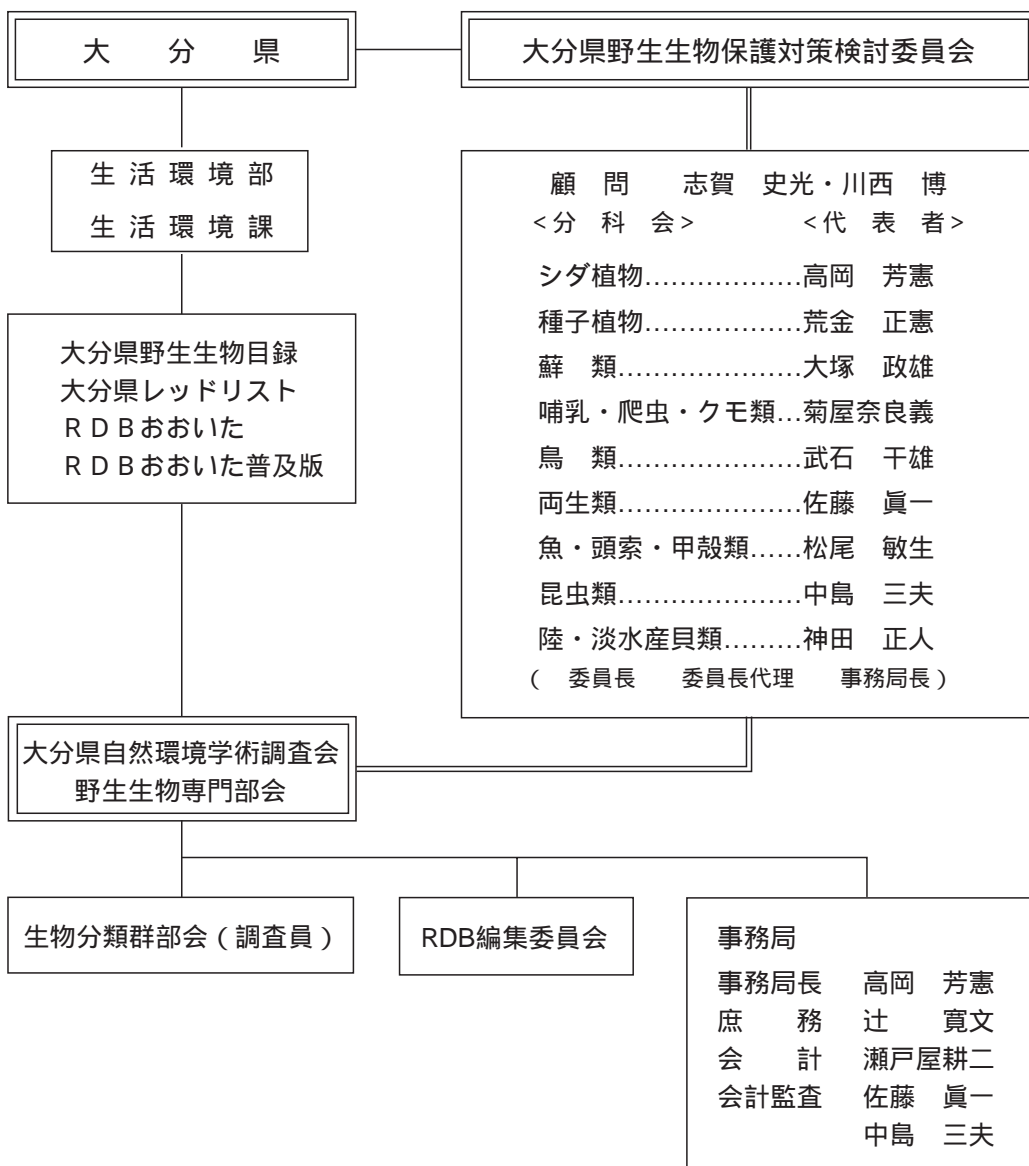 大　分　県
大分県野生生物保護対策検討委員会
生 活 環 境 部
生 活 環 境 課
顧　問　　志賀　史光・川西　博
<分　科　会>　　　　<代　表　者>
シダ植物………………高岡　芳憲
種子植物………………荒金　正憲
蘚　類…………………大塚　政雄
哺乳・爬虫・クモ類…菊屋奈良義
鳥　類…………………武石　干雄
両生類…………………佐藤　眞一
魚・頭索・甲殻類……松尾　敏生
昆虫類…………………中島　三夫
陸・淡水産貝類………神田　正人
(　委員長　　委員長代理　　事務局長)
大分県野生生物目録
大分県レッドリスト
ＲＤＢおおいた
ＲＤＢおおいた普及版
大分県自然環境学術調査会
野生生物専門部会
生物分類群部会（調査員）
RDB編集委員会
事務局
事務局長　高岡　芳憲
庶　　務　辻　　寛文
会　　計　瀬戸屋耕二
会計監査　佐藤　眞一
中島　三夫